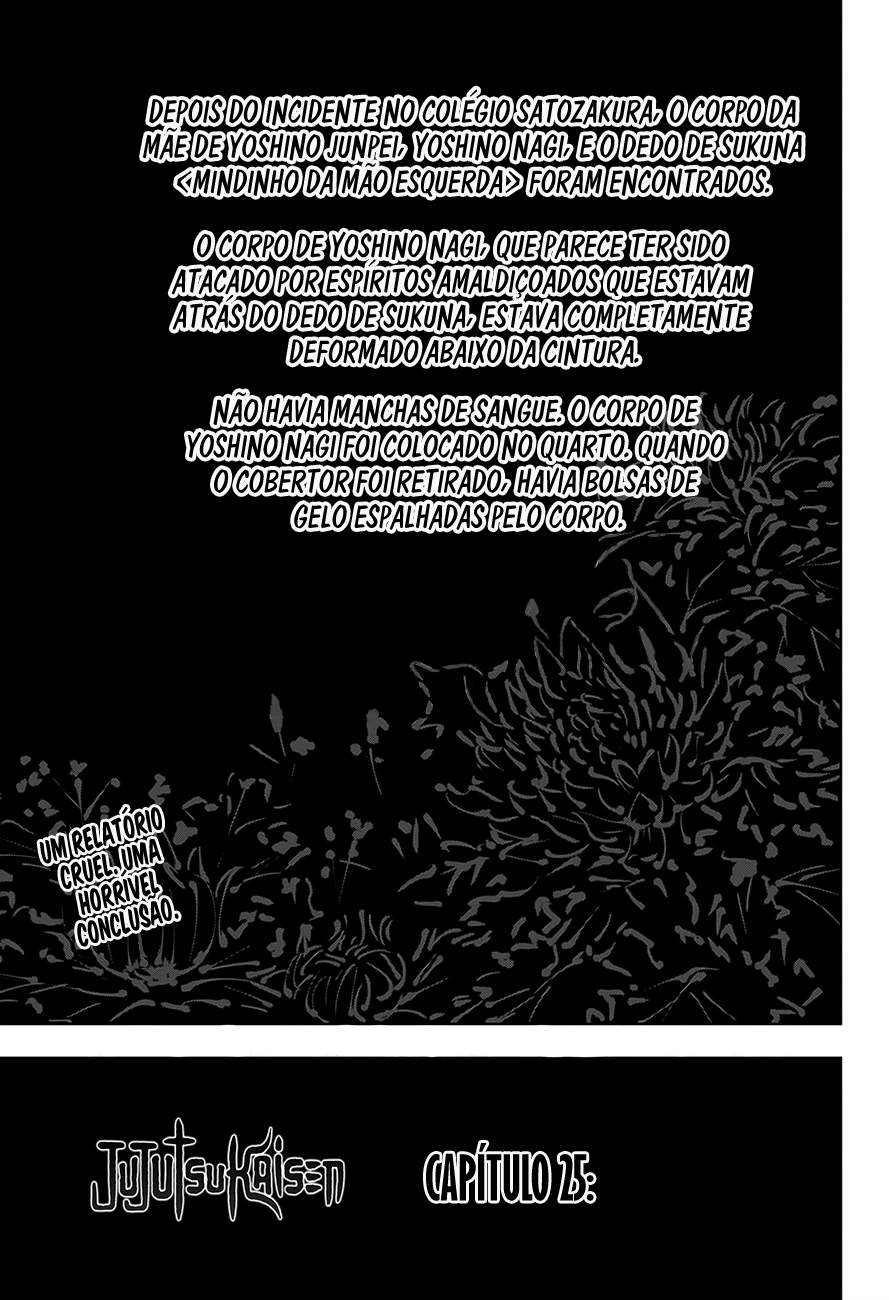 DEPOIS DO INCIDENTE NO COLÉGIO SATOZAKURA, O CORPO DA
MÃE DE YOSHINO JUNPEI, YOSHINO NAGI, E O DEDO DE SUKUNA
<MINDINHO DA MÃO ESQUERDA> FORAM ENCONTRADOS.
O CORPO DE YOSHINO NAGI, QUE PARECE TER SIDO
ATACADO POR ESPÍRITOS AMALDIÇOADOS QUE ESTAVAM
ATRÁS DO DEDO DE SUKUNA, ESTAVA COMPLETAMENTE
DEFORMADO ABAIXO DA CINTURA.
NÃO HAVIA MANCHAS DE SANGUE. O CORPO DE
YOSHINO NAGI FOI COLOCADO NO QUARTO. QUANDO
O COBERTOR FOI RETIRADO, HAVIA BOLSAS DE
GELO ESPALHADAS PELO CORPO.
UM RELATÓRIO
CRUEL, UMA
HORRIVEL
CONCLUSÃO.
JUJUTSU KAISEN
CAPÍTULO 25: